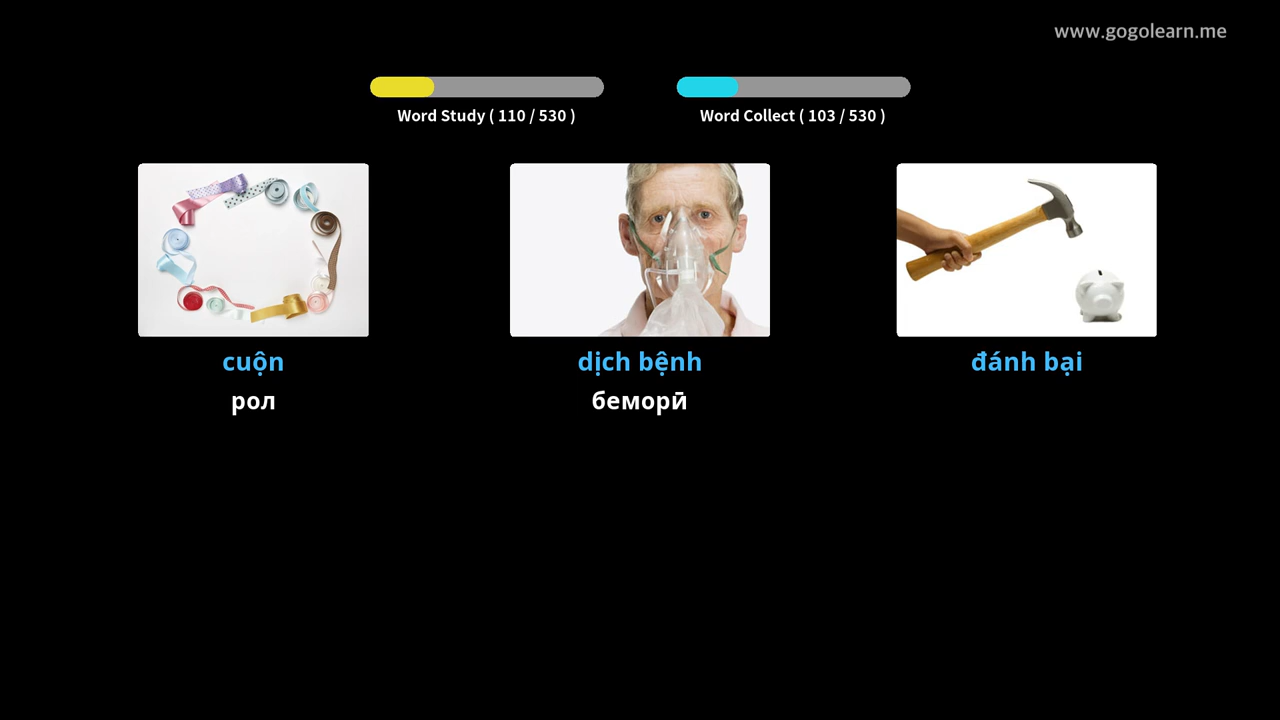 www.gogolearn.me
Word Study ( 110 / 530 )
Word Collect ( 103 / 530 )
cuộn
рол
dịch bệnh
беморӣ
đánh bại